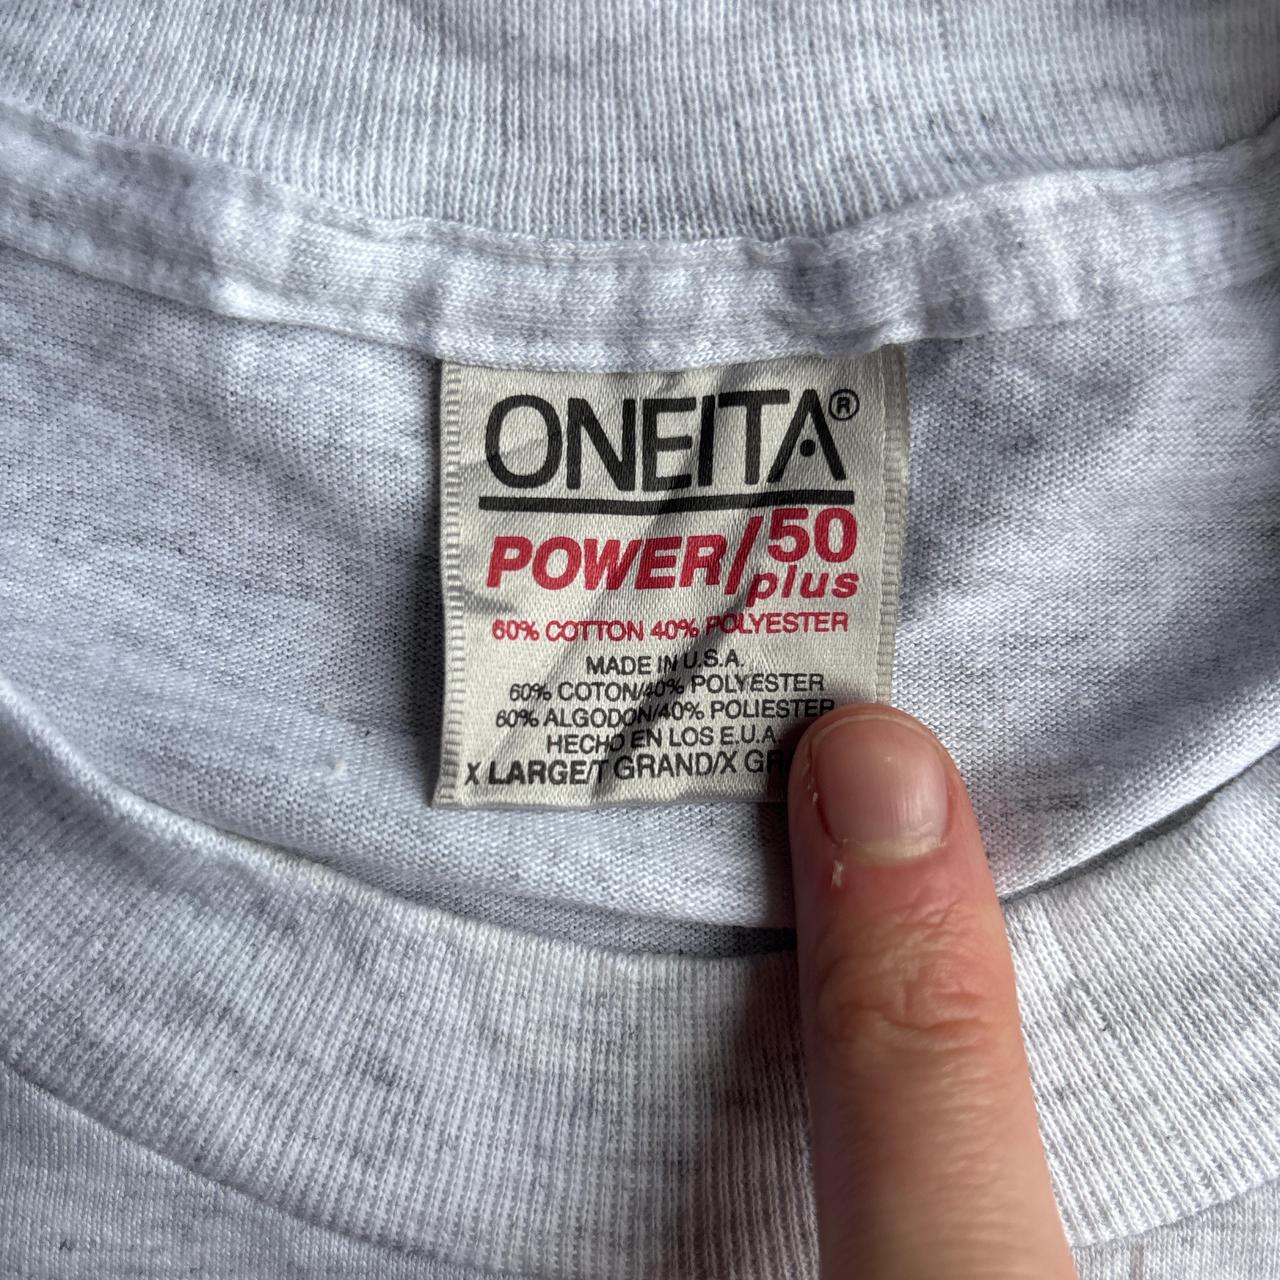 ONEITA®
POWER/50 plus
60% COTTON 40% POLYESTER
MADE IN U.S.A.
60% COTON/40% POLYESTER
60% ALGODON/40% POLIESTER
HECHO EN LOS E.U.A.
X LARGE/T GRAND/X